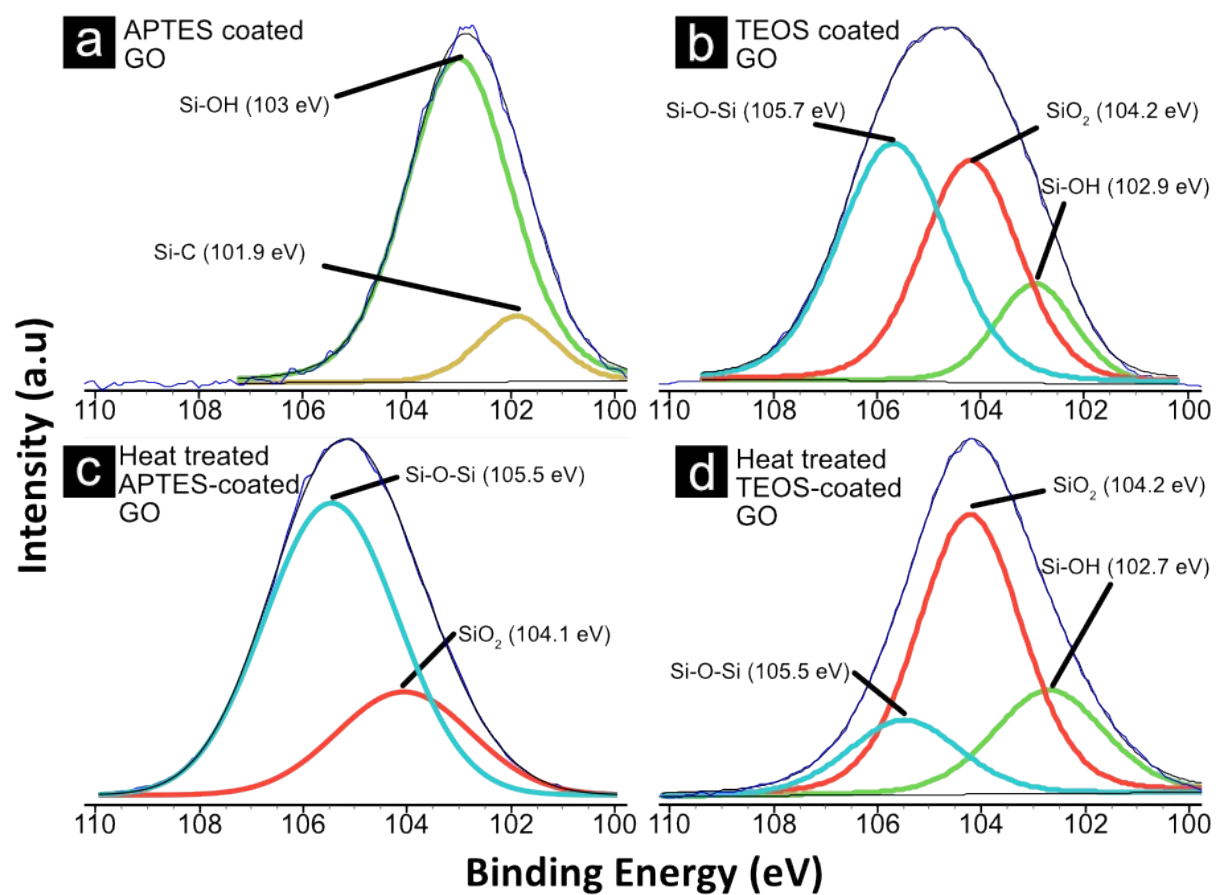 a
APTES coated
GO
Si-OH (103 eV)
Si-C (101.9 eV)
110 108 106 104 102 100
b
TEOS coated
GO
Si-O-Si (105.7 eV)
SiO₂ (104.2 eV)
Si-OH (102.9 eV)
110 108 106 104 102 100
c
Heat treated
APTES-coated
GO
Si-O-Si (105.5 eV)
SiO₂ (104.1 eV)
110 108 106 104 102 100
d
Heat treated
TEOS-coated
GO
SiO₂ (104.2 eV)
Si-OH (102.7 eV)
Si-O-Si (105.5 eV)
110 108 106 104 102 100
Intensity (a.u)
Binding Energy (eV)